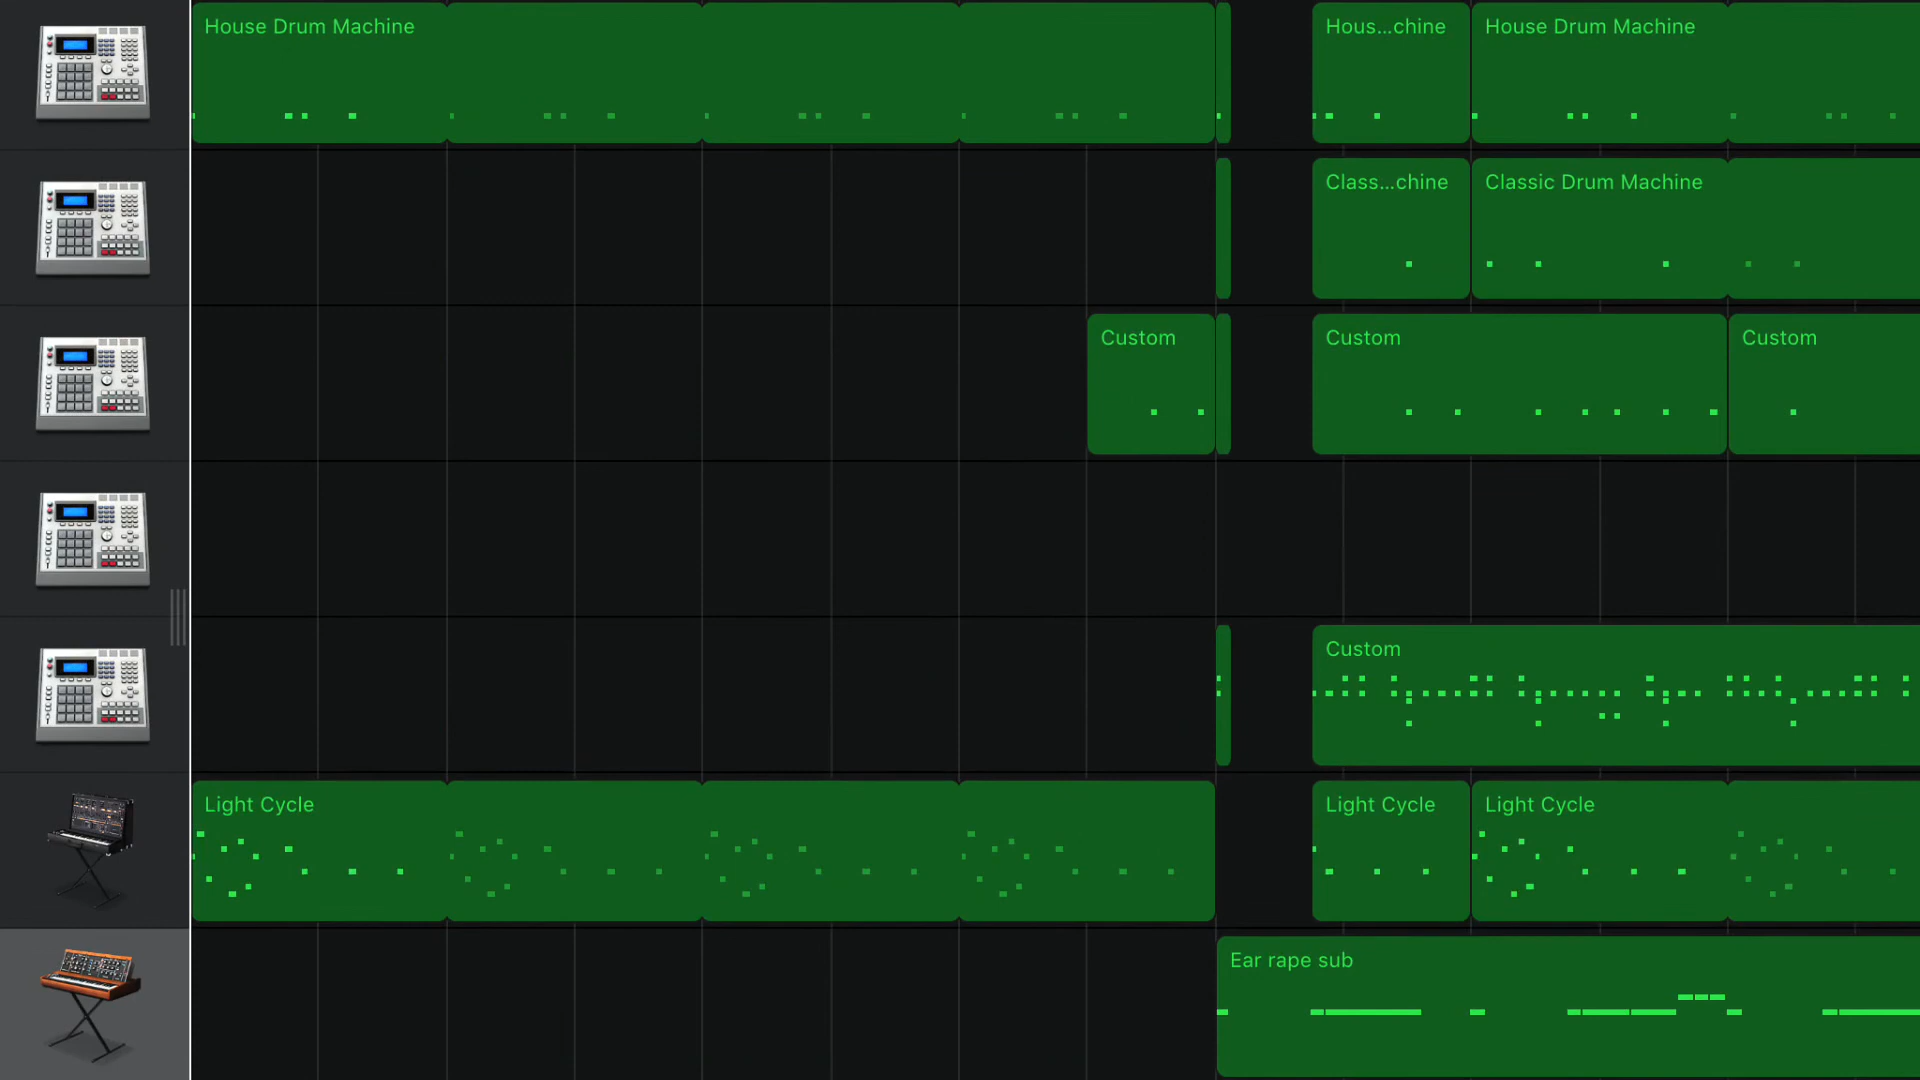 House Drum Machine
Hous...chine
House Drum Machine
Class...chine
Classic Drum Machine
Custom
Custom
Custom
Custom
Light Cycle
Light Cycle
Light Cycle
Ear rape sub